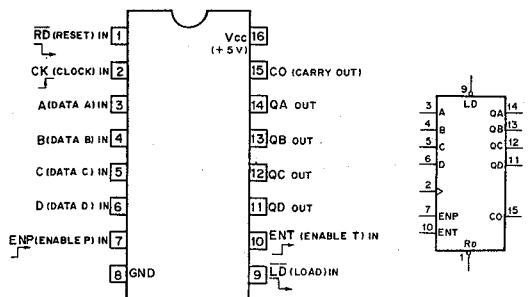 R̅D̅ (RESET) IN 1
CK (CLOCK) IN 2
A (DATA A) IN 3
B (DATA B) IN 4
C (DATA C) IN 5
D (DATA D) IN 6
ENP (ENABLE P) IN 7
8 GND
Vcc 16
(+5V)
15 CO (CARRY OUT)
14 QA OUT
13 QB OUT
12 QC OUT
11 QD OUT
10 ENT (ENABLE T) IN
9 L̅D̅ (LOAD) IN
9
LD
3 A QA 14
4 B QB 13
5 C QC 12
6 D QD 11
2
7 ENP CO 15
10 ENT
RD
1